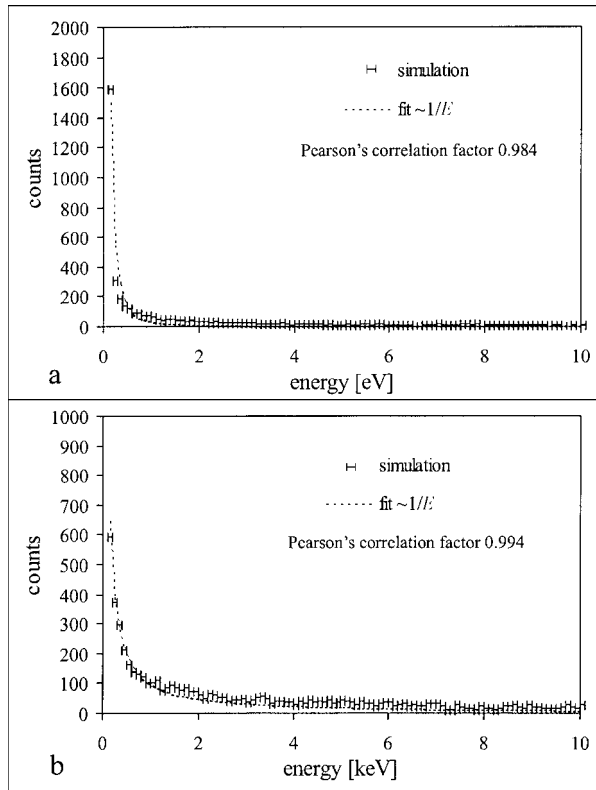 2000
1800
1600
1400
1200
1000
800
600
400
200
0
counts
simulation
fit ~1/E
Pearson's correlation factor 0.984
0 2 4 6 8 10
energy [eV]
a
1000
900
800
700
600
500
400
300
200
100
0
counts
simulation
fit ~1/E
Pearson's correlation factor 0.994
0 2 4 6 8 10
energy [keV]
b